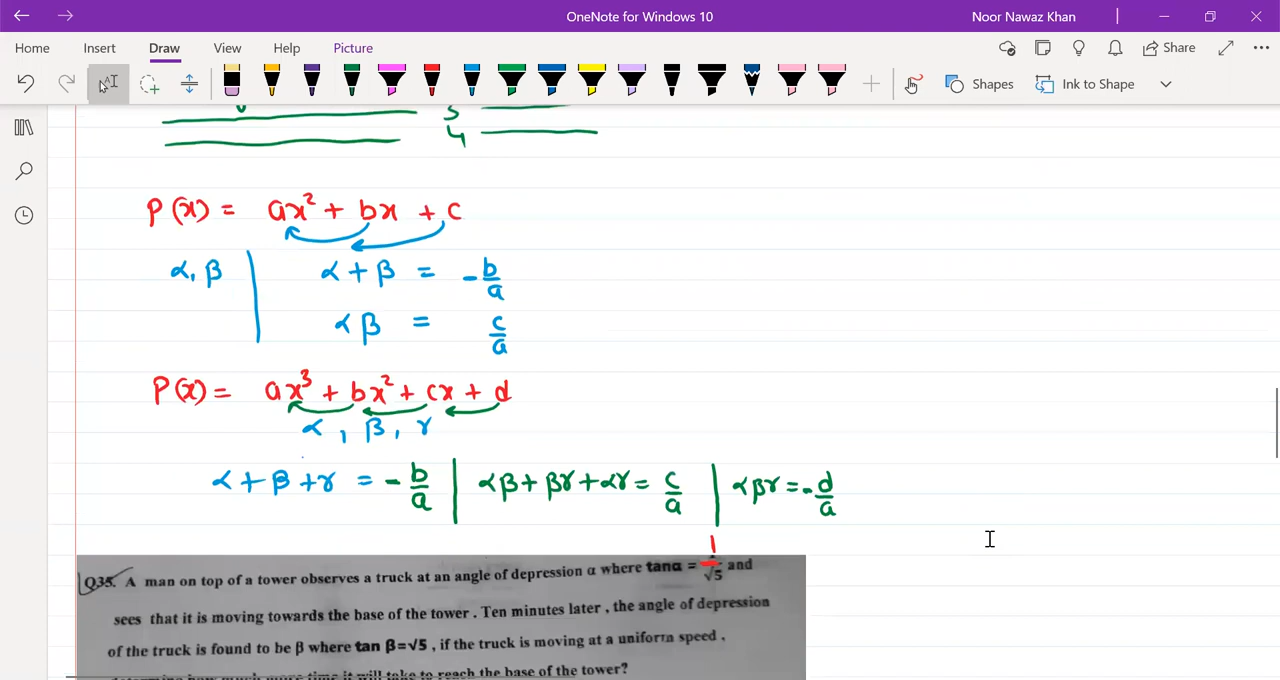 OneNote for Windows 10
Noor Nawaz Khan
Home Insert Draw View Help Picture
Share
Shapes
Ink to Shape
3
4
P(x) = ax² + bx + c
α, β
α + β = -b/a
αβ = c/a
P(x) = ax³ + bx² + cx + d
α, β, γ
α + β + γ = -b/a | αβ + βγ + αγ = c/a | αβγ = -d/a
Q35. A man on top of a tower observes a truck at an angle of depression α where tanα = 1/√5 and
sees that it is moving towards the base of the tower . Ten minutes later , the angle of depression
of the truck is found to be β where tan β=√5 , if the truck is moving at a uniform speed ,
determine how much more time it will take to reach the base of the tower?